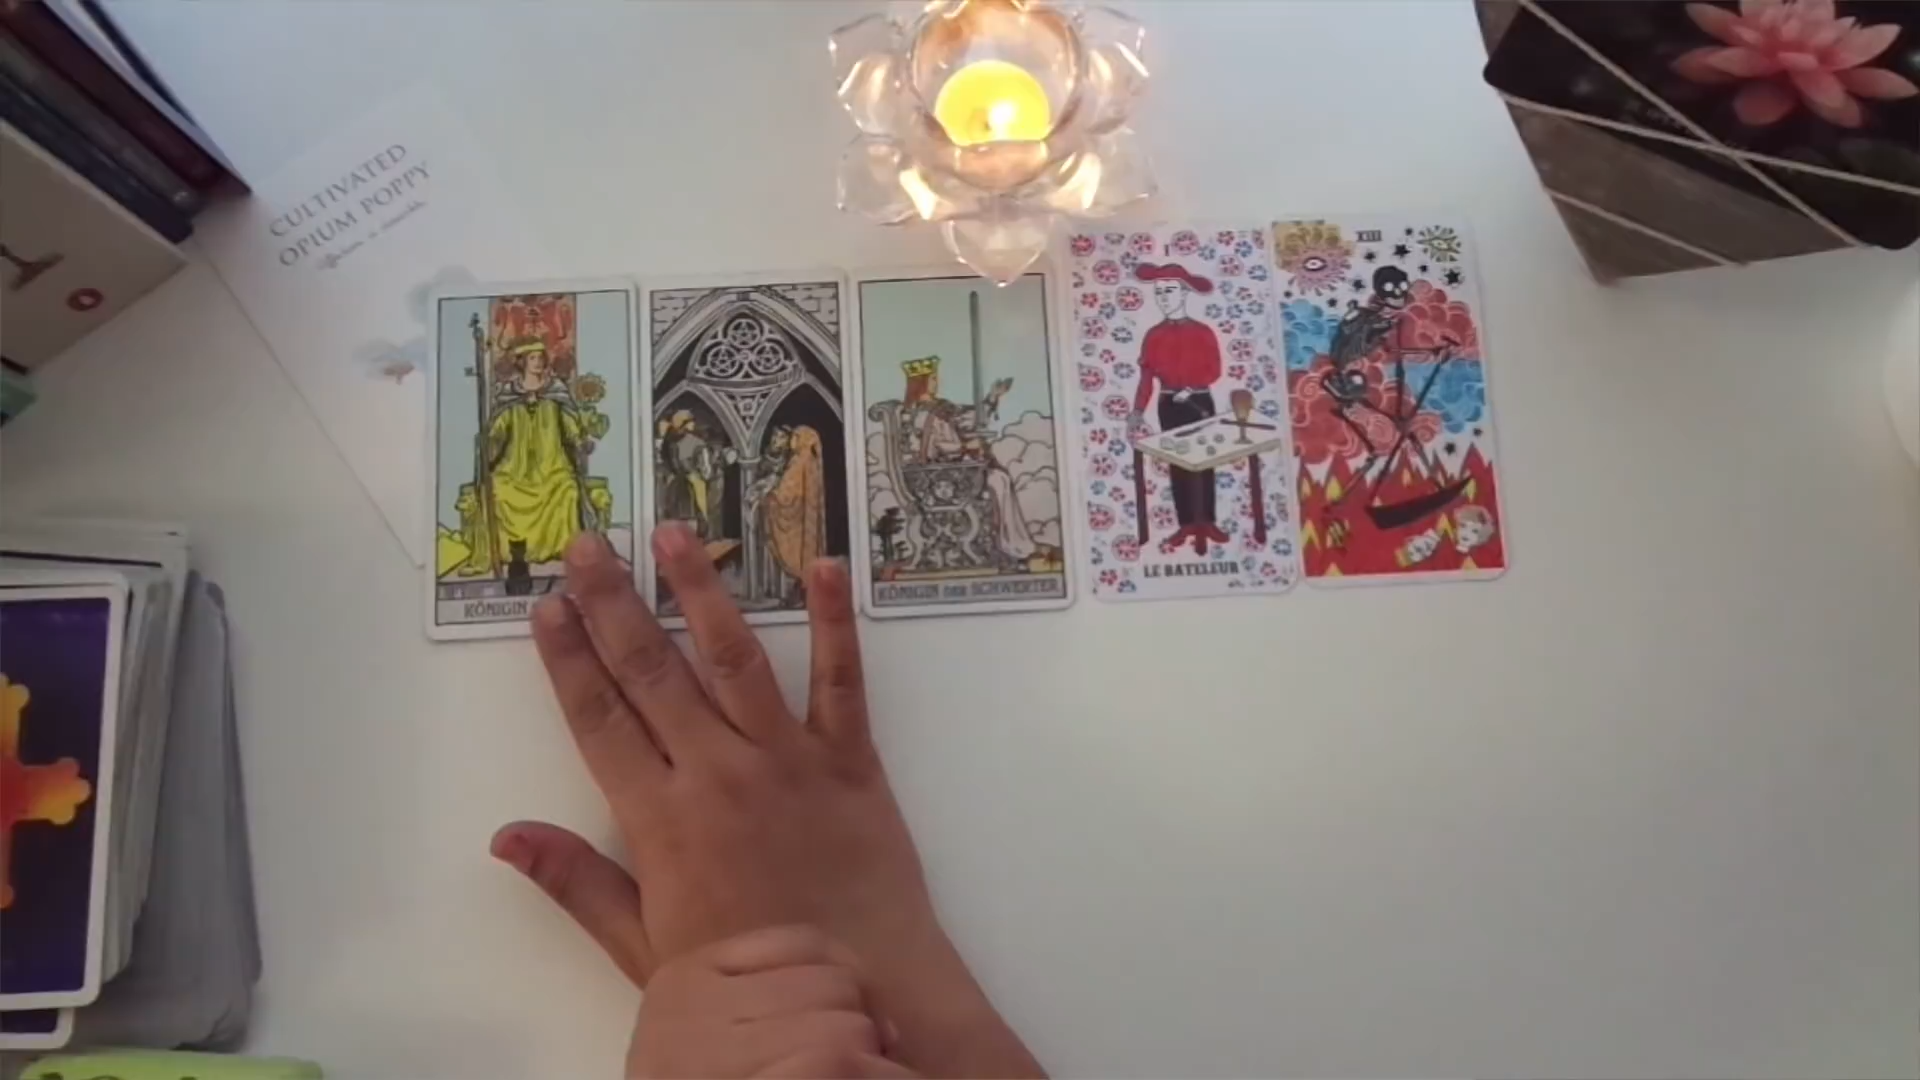 CULTIVATED
OPIUM POPPY
I
XIII
KÖNIGIN
KÖNIGIN DER SCHWERTER
LE BATELEUR